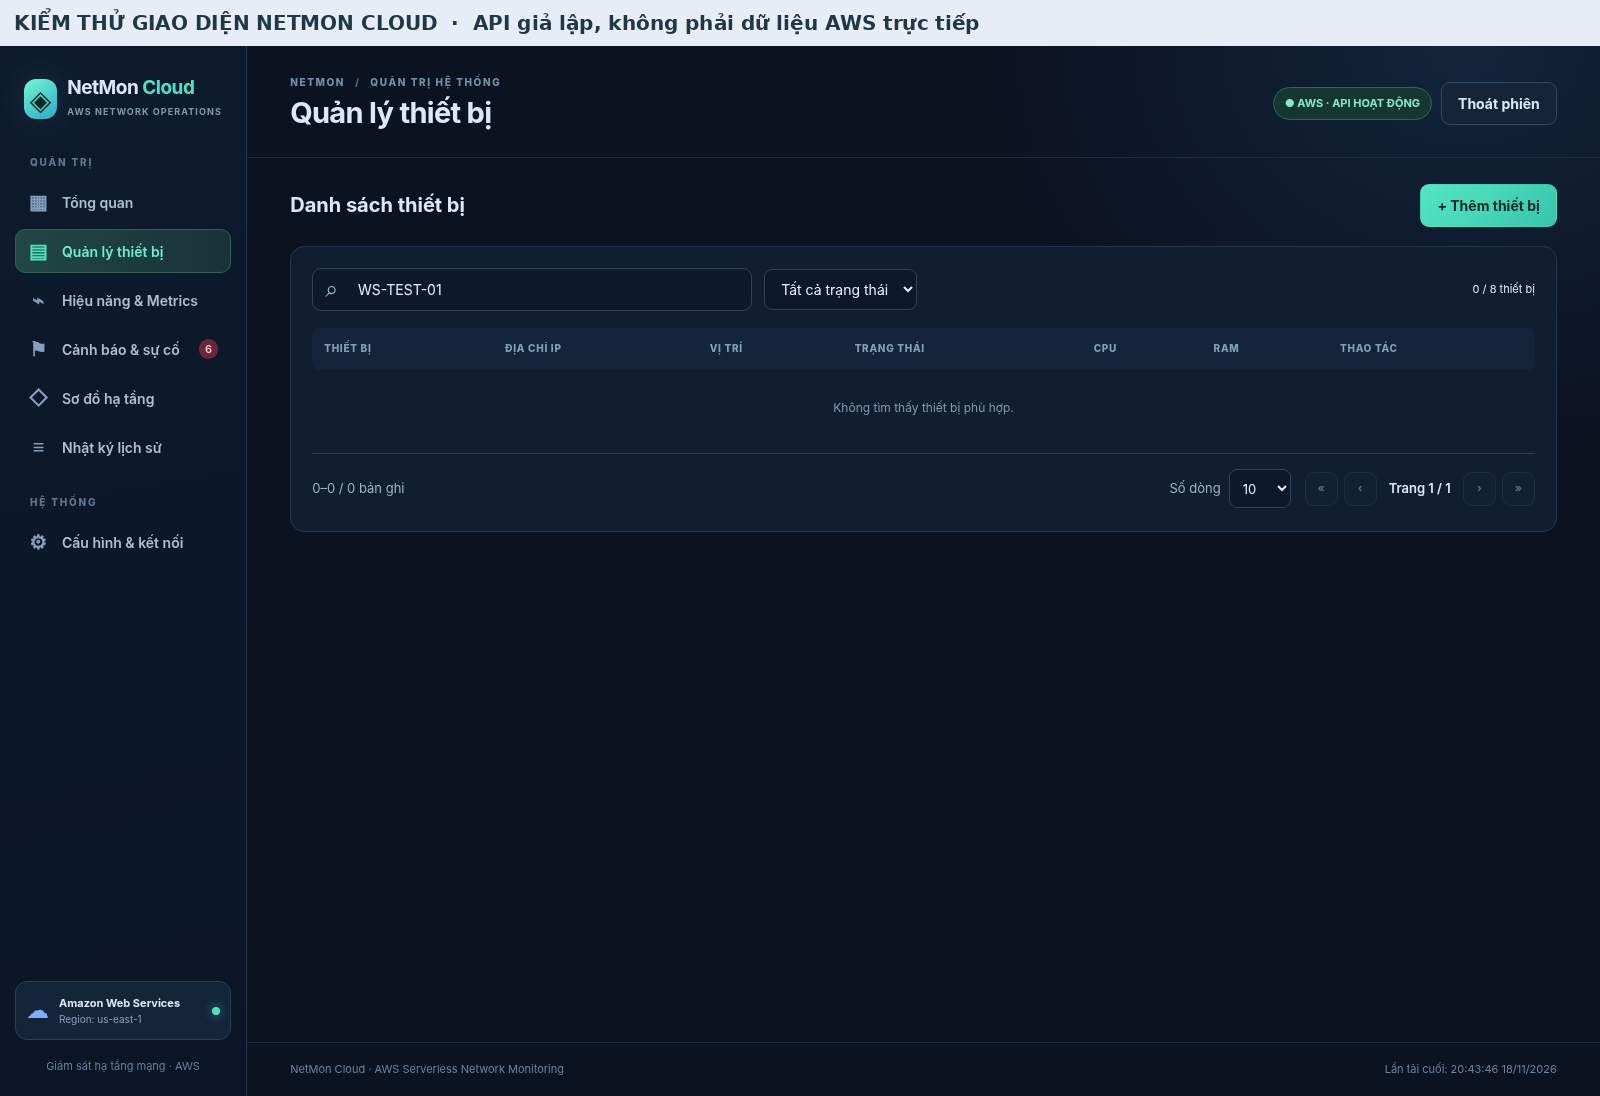 KIỂM THỬ GIAO DIỆN NETMON CLOUD · API giả lập, không phải dữ liệu AWS trực tiếp
NetMon Cloud
AWS NETWORK OPERATIONS
QUẢN TRỊ
Tổng quan
Quản lý thiết bị
Hiệu năng & Metrics
Cảnh báo & sự cố 6
Sơ đồ hạ tầng
Nhật ký lịch sử
HỆ THỐNG
Cấu hình & kết nối
Amazon Web Services
Region: us-east-1
Giám sát hạ tầng mạng · AWS
NETMON / QUẢN TRỊ HỆ THỐNG
Quản lý thiết bị
AWS · API HOẠT ĐỘNG
Thoát phiên
Danh sách thiết bị
+ Thêm thiết bị
WS-TEST-01
Tất cả trạng thái
0 / 8 thiết bị
THIẾT BỊ ĐỊA CHỈ IP VỊ TRÍ TRẠNG THÁI CPU RAM THAO TÁC
Không tìm thấy thiết bị phù hợp.
0–0 / 0 bản ghi
Số dòng 10 « ‹ Trang 1 / 1 › »
NetMon Cloud · AWS Serverless Network Monitoring
Lần tải cuối: 20:43:46 18/11/2026